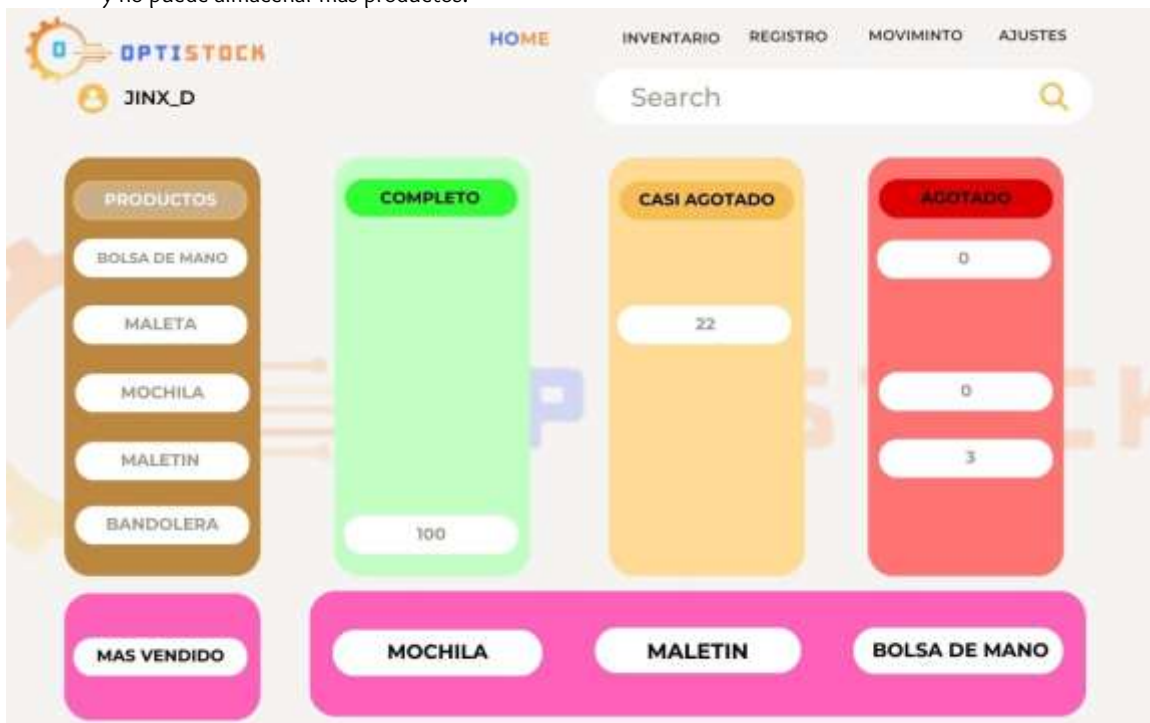 y no puede almacenar más productos.
OPTISTOCK
HOME INVENTARIO REGISTRO MOVIMINTO AJUSTES
JINX_D
Search
PRODUCTOS COMPLETO CASI AGOTADO AGOTADO
BOLSA DE MANO 0
MALETA 22
MOCHILA 0
MALETIN 3
BANDOLERA 100
MAS VENDIDO MOCHILA MALETIN BOLSA DE MANO